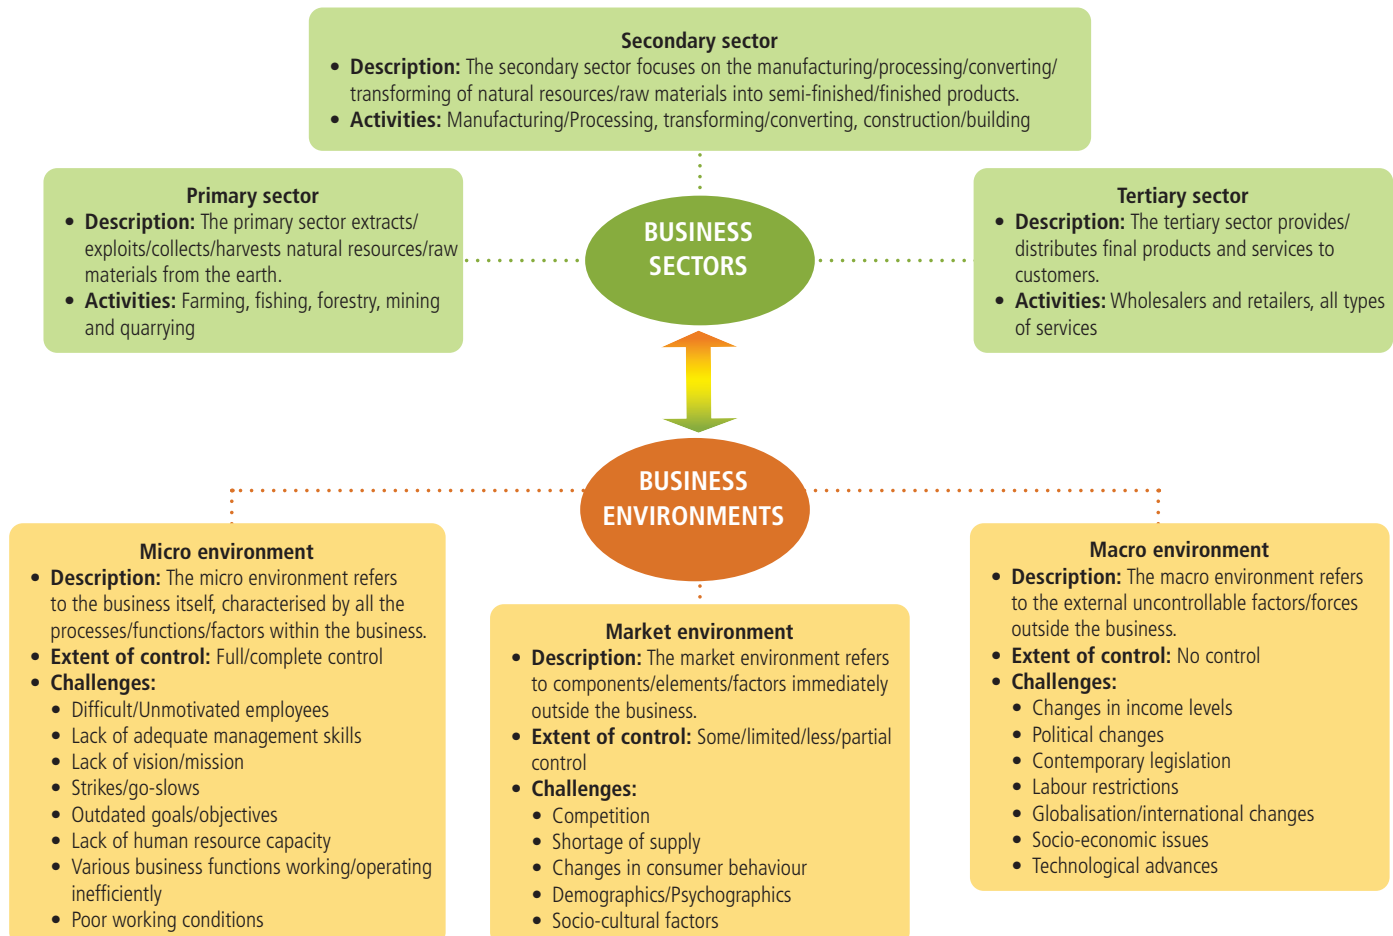 Secondary sector
• Description: The secondary sector focuses on the manufacturing/processing/converting/
transforming of natural resources/raw materials into semi-finished/finished products.
• Activities: Manufacturing/Processing, transforming/converting, construction/building
Primary sector
• Description: The primary sector extracts/
exploits/collects/harvests natural resources/raw
materials from the earth.
• Activities: Farming, fishing, forestry, mining
and quarrying
BUSINESS
SECTORS
Tertiary sector
• Description: The tertiary sector provides/
distributes final products and services to
customers.
• Activities: Wholesalers and retailers, all types
of services
BUSINESS
ENVIRONMENTS
Micro environment
• Description: The micro environment refers
to the business itself, characterised by all the
processes/functions/factors within the business.
• Extent of control: Full/complete control
• Challenges:
• Difficult/Unmotivated employees
• Lack of adequate management skills
• Lack of vision/mission
• Strikes/go-slows
• Outdated goals/objectives
• Lack of human resource capacity
• Various business functions working/operating
inefficiently
• Poor working conditions
Market environment
• Description: The market environment refers
to components/elements/factors immediately
outside the business.
• Extent of control: Some/limited/less/partial
control
• Challenges:
• Competition
• Shortage of supply
• Changes in consumer behaviour
• Demographics/Psychographics
• Socio-cultural factors
Macro environment
• Description: The macro environment refers
to the external uncontrollable factors/forces
outside the business.
• Extent of control: No control
• Challenges:
• Changes in income levels
• Political changes
• Contemporary legislation
• Labour restrictions
• Globalisation/international changes
• Socio-economic issues
• Technological advances